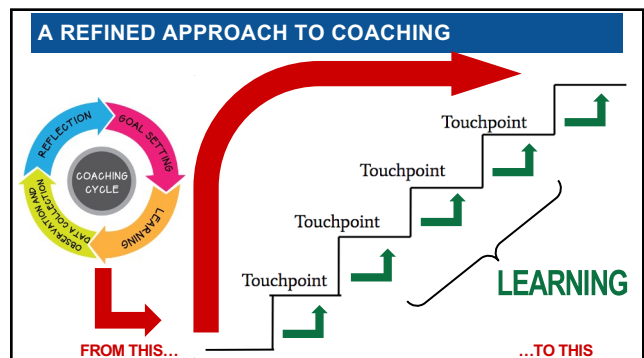 A REFINED APPROACH TO COACHING
REFLECTION
GOAL SETTING
COACHING
CYCLE
LEARNING
OBSERVATION AND
DATA COLLECTION
Touchpoint
Touchpoint
Touchpoint
Touchpoint
LEARNING
FROM THIS...
...TO THIS